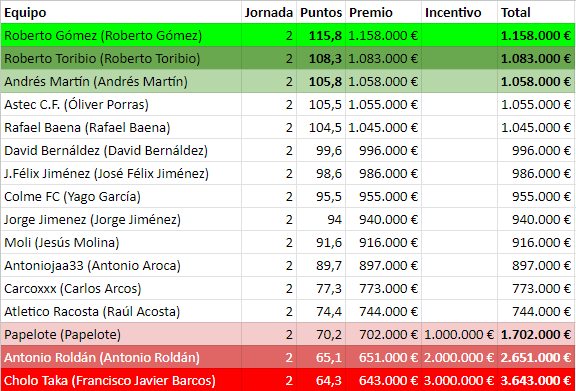 Equipo Jornada Puntos Premio Incentivo Total
Roberto Gómez (Roberto Gómez) 2 115,8 1.158.000 € 1.158.000 €
Roberto Toribio (Roberto Toribio) 2 108,3 1.083.000 € 1.083.000 €
Andrés Martín (Andrés Martín) 2 105,8 1.058.000 € 1.058.000 €
Astec C.F. (Óliver Porras) 2 105,5 1.055.000 € 1.055.000 €
Rafael Baena (Rafael Baena) 2 104,5 1.045.000 € 1.045.000 €
David Bernáldez (David Bernáldez) 2 99,6 996.000 € 996.000 €
J.Félix Jiménez (José Félix Jiménez) 2 98,6 986.000 € 986.000 €
Colme FC (Yago García) 2 95,5 955.000 € 955.000 €
Jorge Jimenez (Jorge Jiménez) 2 94 940.000 € 940.000 €
Moli (Jesús Molina) 2 91,6 916.000 € 916.000 €
Antoniojaa33 (Antonio Aroca) 2 89,7 897.000 € 897.000 €
Carcoxxx (Carlos Arcos) 2 77,3 773.000 € 773.000 €
Atletico Racosta (Raúl Acosta) 2 74,4 744.000 € 744.000 €
Papelote (Papelote) 2 70,2 702.000 € 1.000.000 € 1.702.000 €
Antonio Roldán (Antonio Roldán) 2 65,1 651.000 € 2.000.000 € 2.651.000 €
Cholo Taka (Francisco Javier Barcos) 2 64,3 643.000 € 3.000.000 € 3.643.000 €